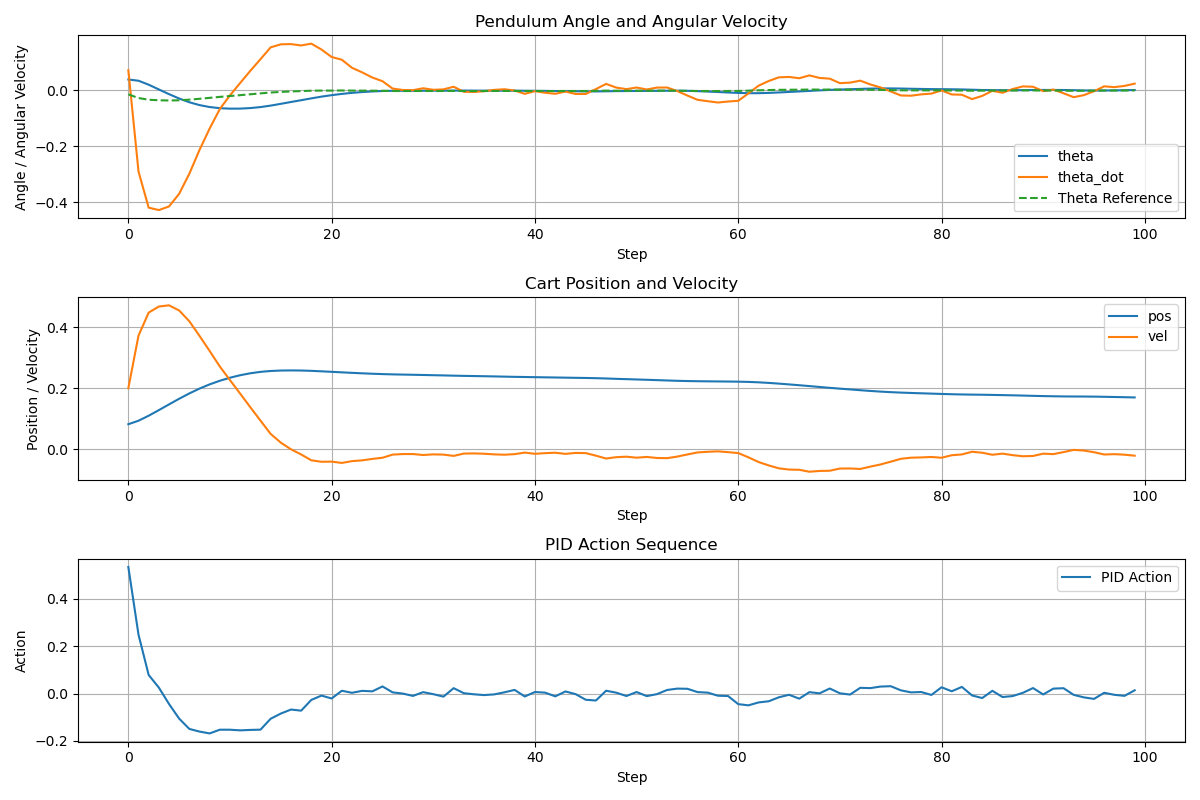 Pendulum Angle and Angular Velocity
Angle / Angular Velocity
0.0
−0.2
−0.4
theta
theta_dot
Theta Reference
0 20 40 60 80 100
Step
Cart Position and Velocity
Position / Velocity
0.4
0.2
0.0
pos
vel
0 20 40 60 80 100
Step
PID Action Sequence
Action
0.4
0.2
0.0
−0.2
PID Action
0 20 40 60 80 100
Step